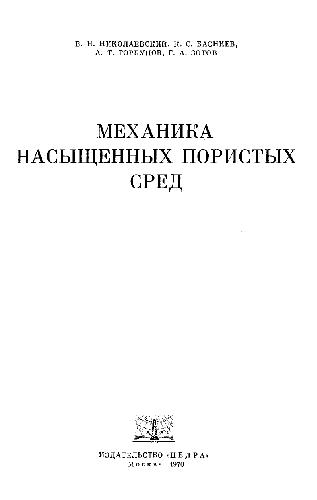 В. Н. НИКОЛАЕВСКИЙ, К. С. БАСНИЕВ,
А. Т. ГОРБУНОВ, Г. А. ЗОТОВ
МЕХАНИКА
НАСЫЩЕННЫХ ПОРИСТЫХ
СРЕД
ИЗДАТЕЛЬСТВО «НЕДРА»
Москва 1970